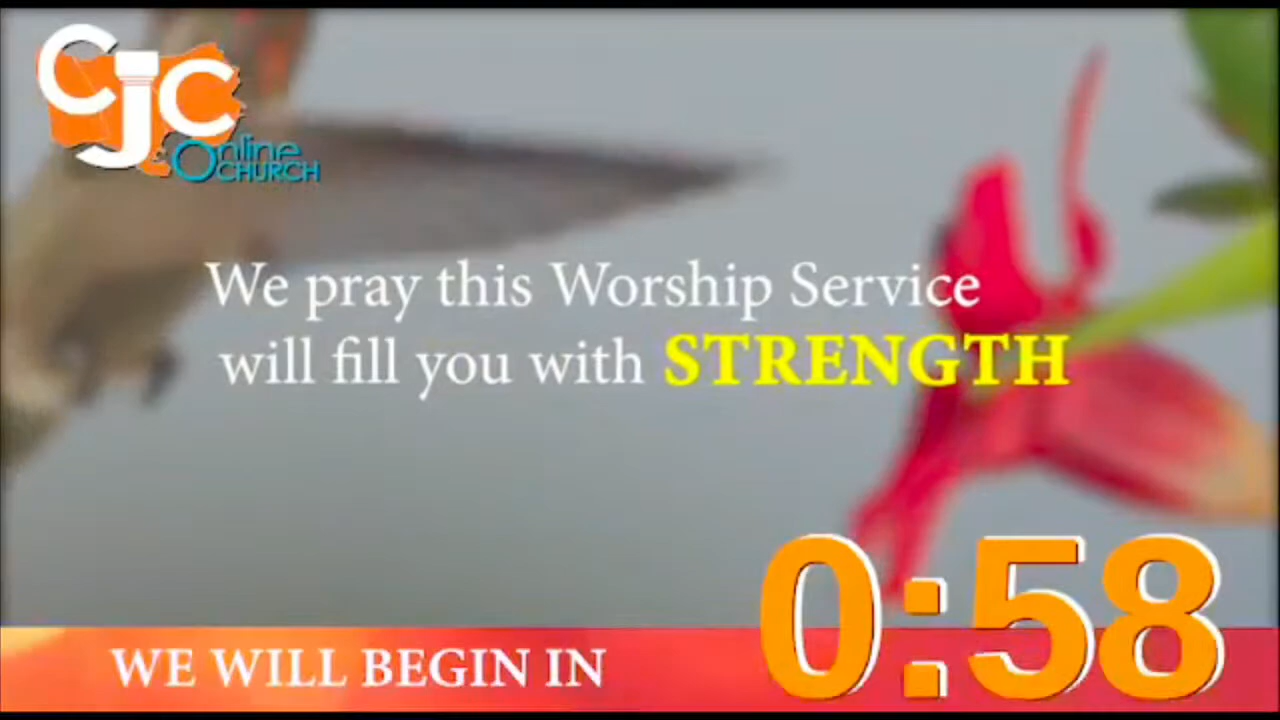 CJC
& Online
CHURCH
We pray this Worship Service
will fill you with STRENGTH
WE WILL BEGIN IN
0:58